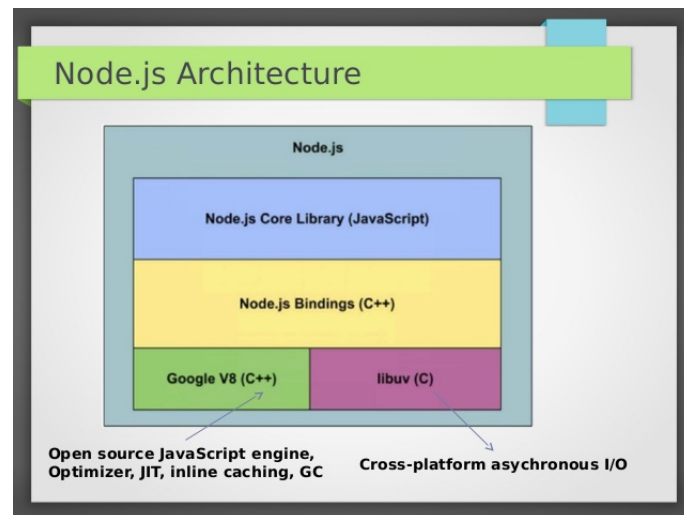 Node.js Architecture
Node.js
Node.js Core Library (JavaScript)
Node.js Bindings (C++)
Google V8 (C++)
libuv (C)
Open source JavaScript engine,
Optimizer, JIT, inline caching, GC
Cross-platform asychronous I/O